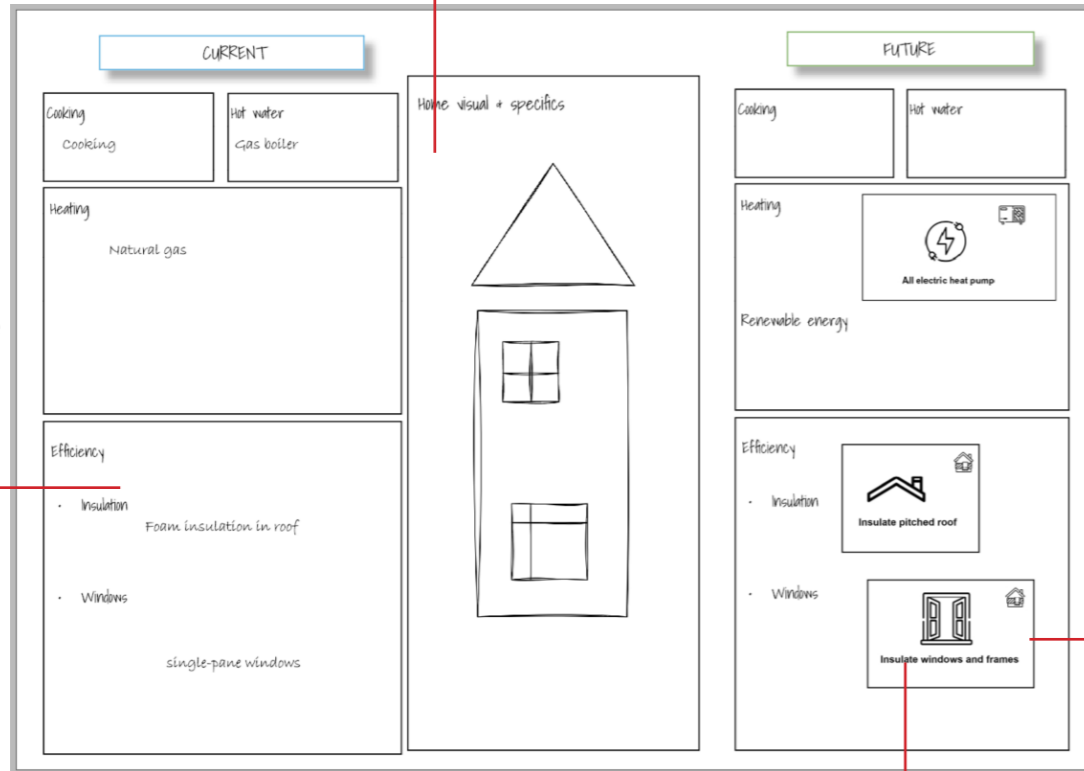 CURRENT
Cooking
Cooking
Hot water
Gas boiler
Heating
Natural gas
Efficiency
· Insulation
Foam insulation in roof
· Windows
single-pane windows
Home visual + specifics
FUTURE
Cooking
Hot water
Heating
All electric heat pump
Renewable energy
Efficiency
· Insulation
Insulate pitched roof
· Windows
Insulate windows and frames